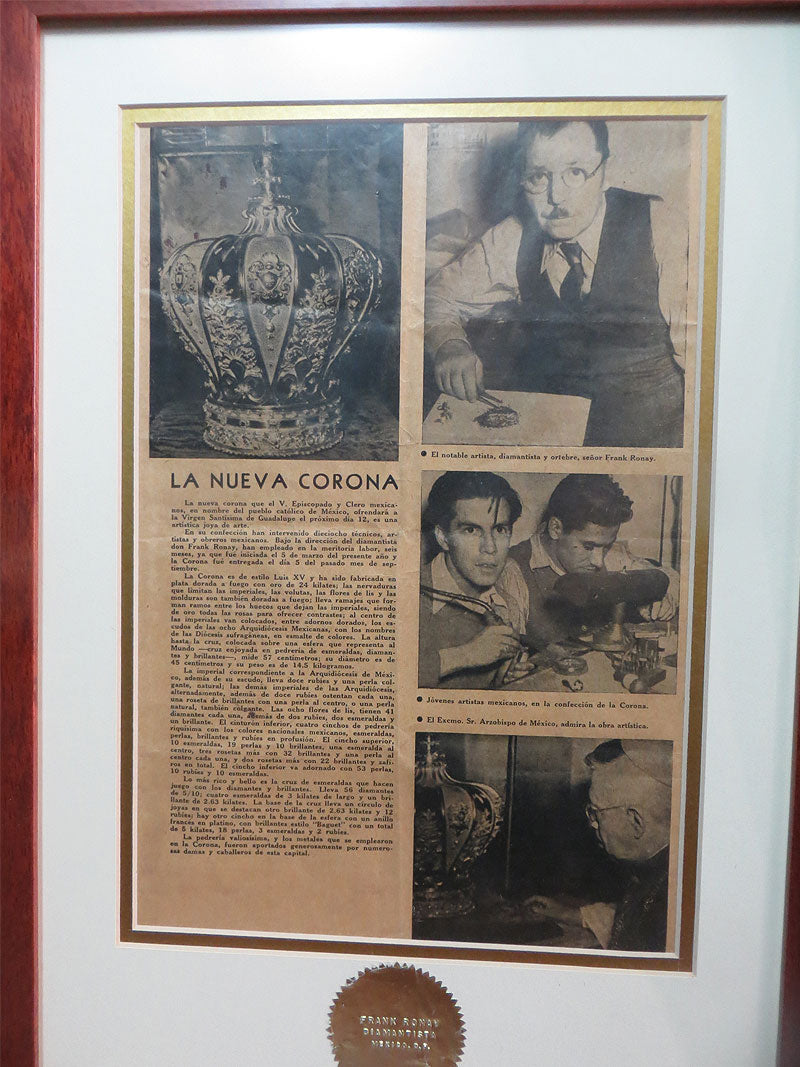 LA NUEVA CORONA
La nueva corona que el V. Episcopado y Clero mexica-
nos, en nombre del pueblo católico de México, ofrendará a
la Virgen Santísima de Guadalupe el próximo día 12, es una
artística joya de arte.
En su confección han intervenido dieciocho técnicos, ar-
tistas y obreros mexicanos. Bajo la dirección del diamantista
don Frank Ronay, han empleado en la meritoria labor, seis
meses, ya que fué iniciada el 5 de marzo del presente año y
la Corona fué entregada el día 5 del pasado mes de sep-
tiembre.
La Corona es de estilo Luis XV y ha sido fabricada en
plata dorada a fuego con oro de 24 kilates; las nervaduras
que limitan las imperiales, las volutas, las flores de lis y las
molduras son también doradas a fuego; lleva ramajes que for-
man ramos entre los huecos que dejan las imperiales, siendo
de oro todas las rosas para ofrecer contrastes; al centro de
las imperiales van colocados, entre adornos dorados, los es-
cudos de las ocho Arquidiócesis Mexicanas, con los nombres
de las Diócesis sufragáneas, en esmalte de colores. La altura
hasta la cruz, colocada sobre una esfera que representa al
Mundo —cruz enjoyada en pedrería de esmeraldas, diaman-
tes y brillantes—, mide 57 centímetros; su diámetro es de
45 centímetros y su peso es de 14.5 kilogramos.
La imperial correspondiente a la Arquidiócesis de Méxi-
co, además de su escudo, lleva doce rubíes y una perla col-
gante, natural; las demás imperiales de las Arquidiócesis,
alternadamente, además de doce rubíes ostentan cada una,
una roseta de brillantes con una perla al centro, o una perla
natural, también colgante. Las ocho flores de lis, tienen 41
diamantes cada una, además de dos rubíes, dos esmeraldas y
un brillante. El cinturón inferior, cuatro cinchos de pedrería
riquísima con los colores nacionales mexicanos, esmeraldas,
perlas, brillantes y rubíes en profusión. El cincho superior,
10 esmeraldas, 19 perlas y 10 brillantes; una esmeralda al
centro, tres rosetas más con 32 brillantes y una perla al
centro cada una, y dos rosetas más con 22 brillantes y zafi-
ros en total. El cincho inferior va adornado con 53 perlas,
10 rubíes y 10 esmeraldas.
Lo más rico y bello es la cruz de esmeraldas que hacen
juego con los diamantes y brillantes. Lleva 56 diamantes
de 5/10; cuatro esmeraldas de 3 kilates de largo y un bri-
llante de 2.63 kilates. La base de la cruz lleva un círculo de
joyas en que se destacan otro brillante de 2.63 kilates y 12
rubíes; hay otro cincho en la base de la esfera con un anillo
francés en platino, con brillantes estilo "Baguet" con un total
de 5 kilates, 18 perlas, 3 esmeraldas y 2 rubíes.
La pedrería valiosísima, y los metales que se emplearon
en la Corona, fueron aportados generosamente por numero-
sas damas y caballeros de esta capital.
● El notable artista, diamantista y orfebre, señor Frank Ronay.
● Jóvenes artistas mexicanos, en la confección de la Corona.
● El Excmo. Sr. Arzobispo de México, admira la obra artística.
FRANK RONAY
DIAMANTISTA
MEXICO, D.F.